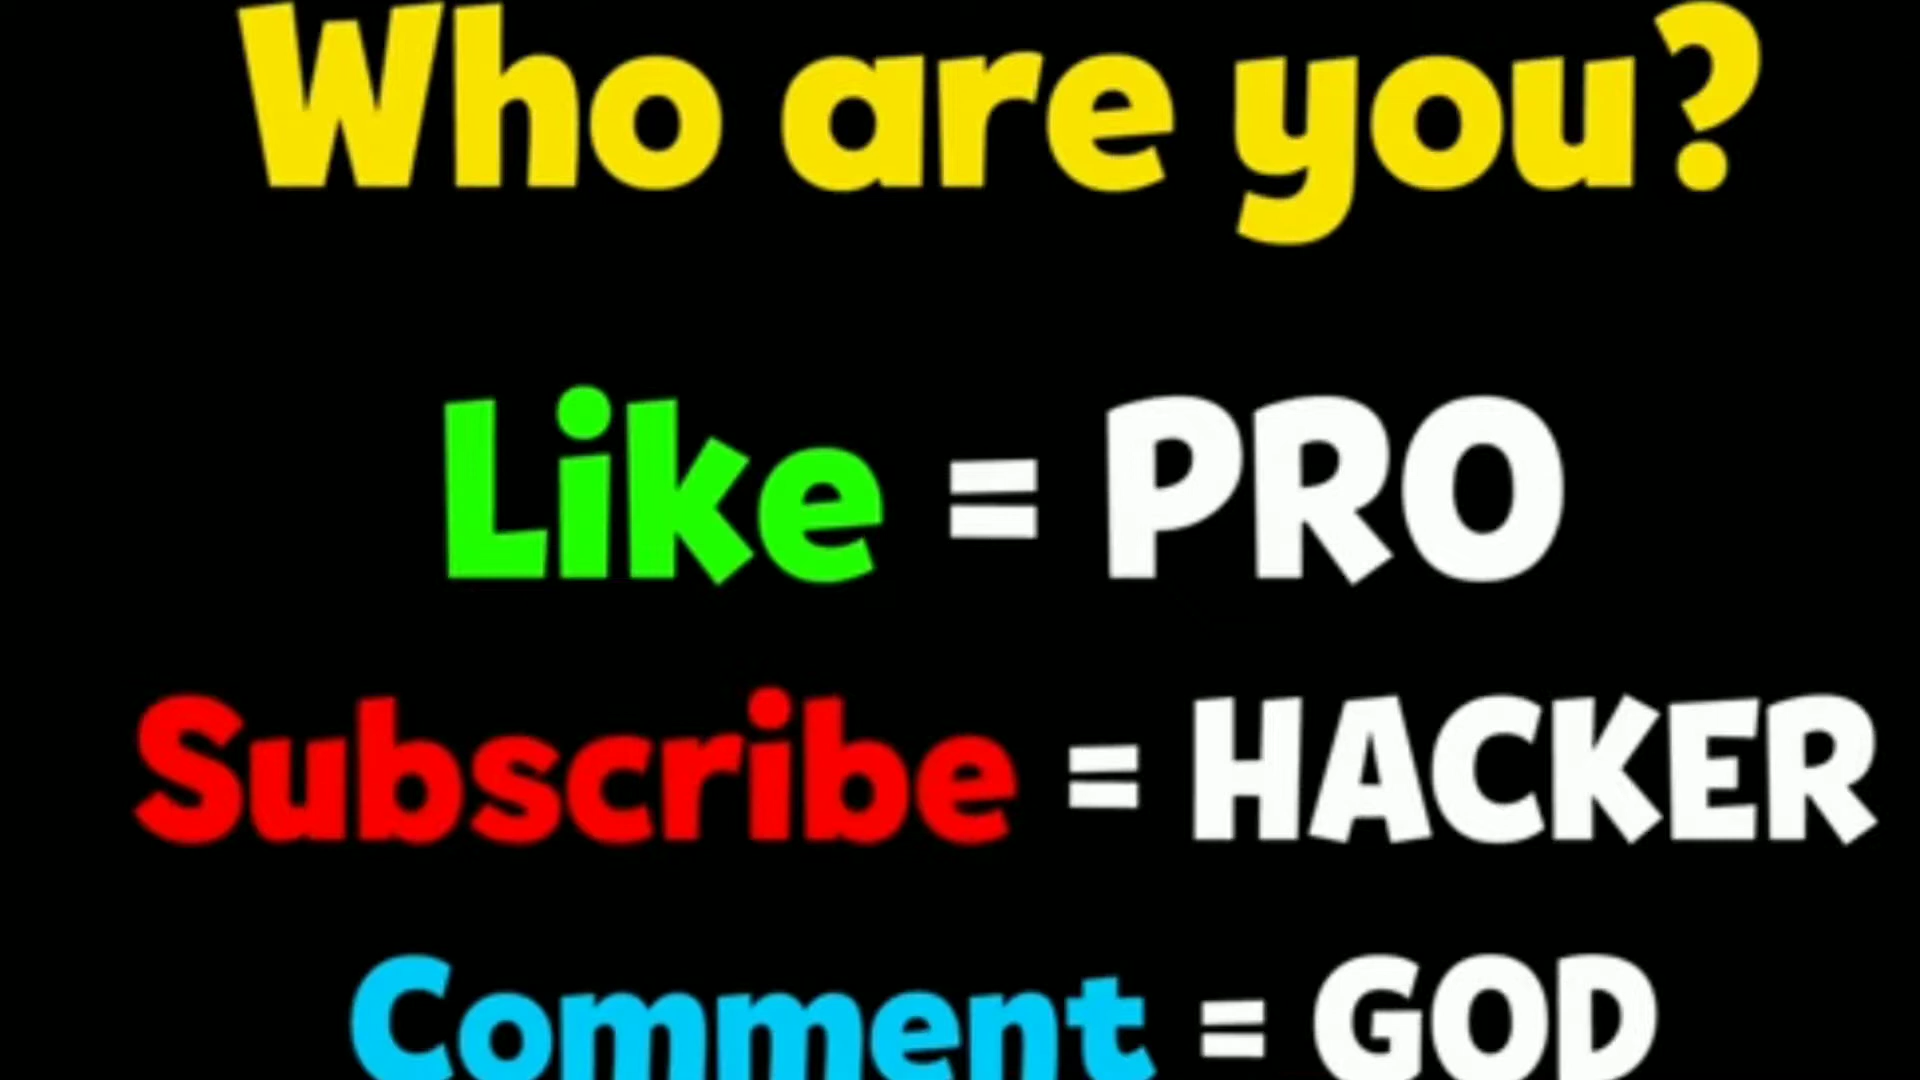 Who are you?
Like = PRO
Subscribe = HACKER
Comment = GOD